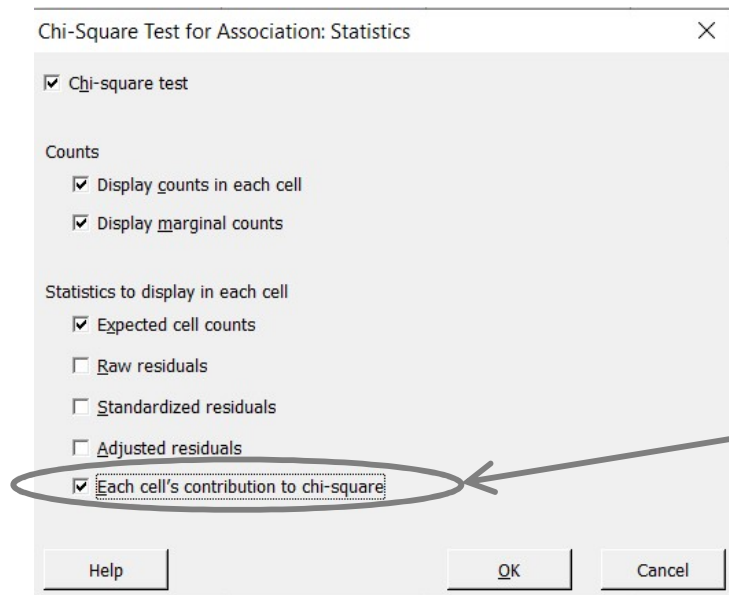 Chi-Square Test for Association: Statistics
Chi-square test
Counts
Display counts in each cell
Display marginal counts
Statistics to display in each cell
Expected cell counts
Raw residuals
Standardized residuals
Adjusted residuals
Each cell's contribution to chi-square
Help OK Cancel